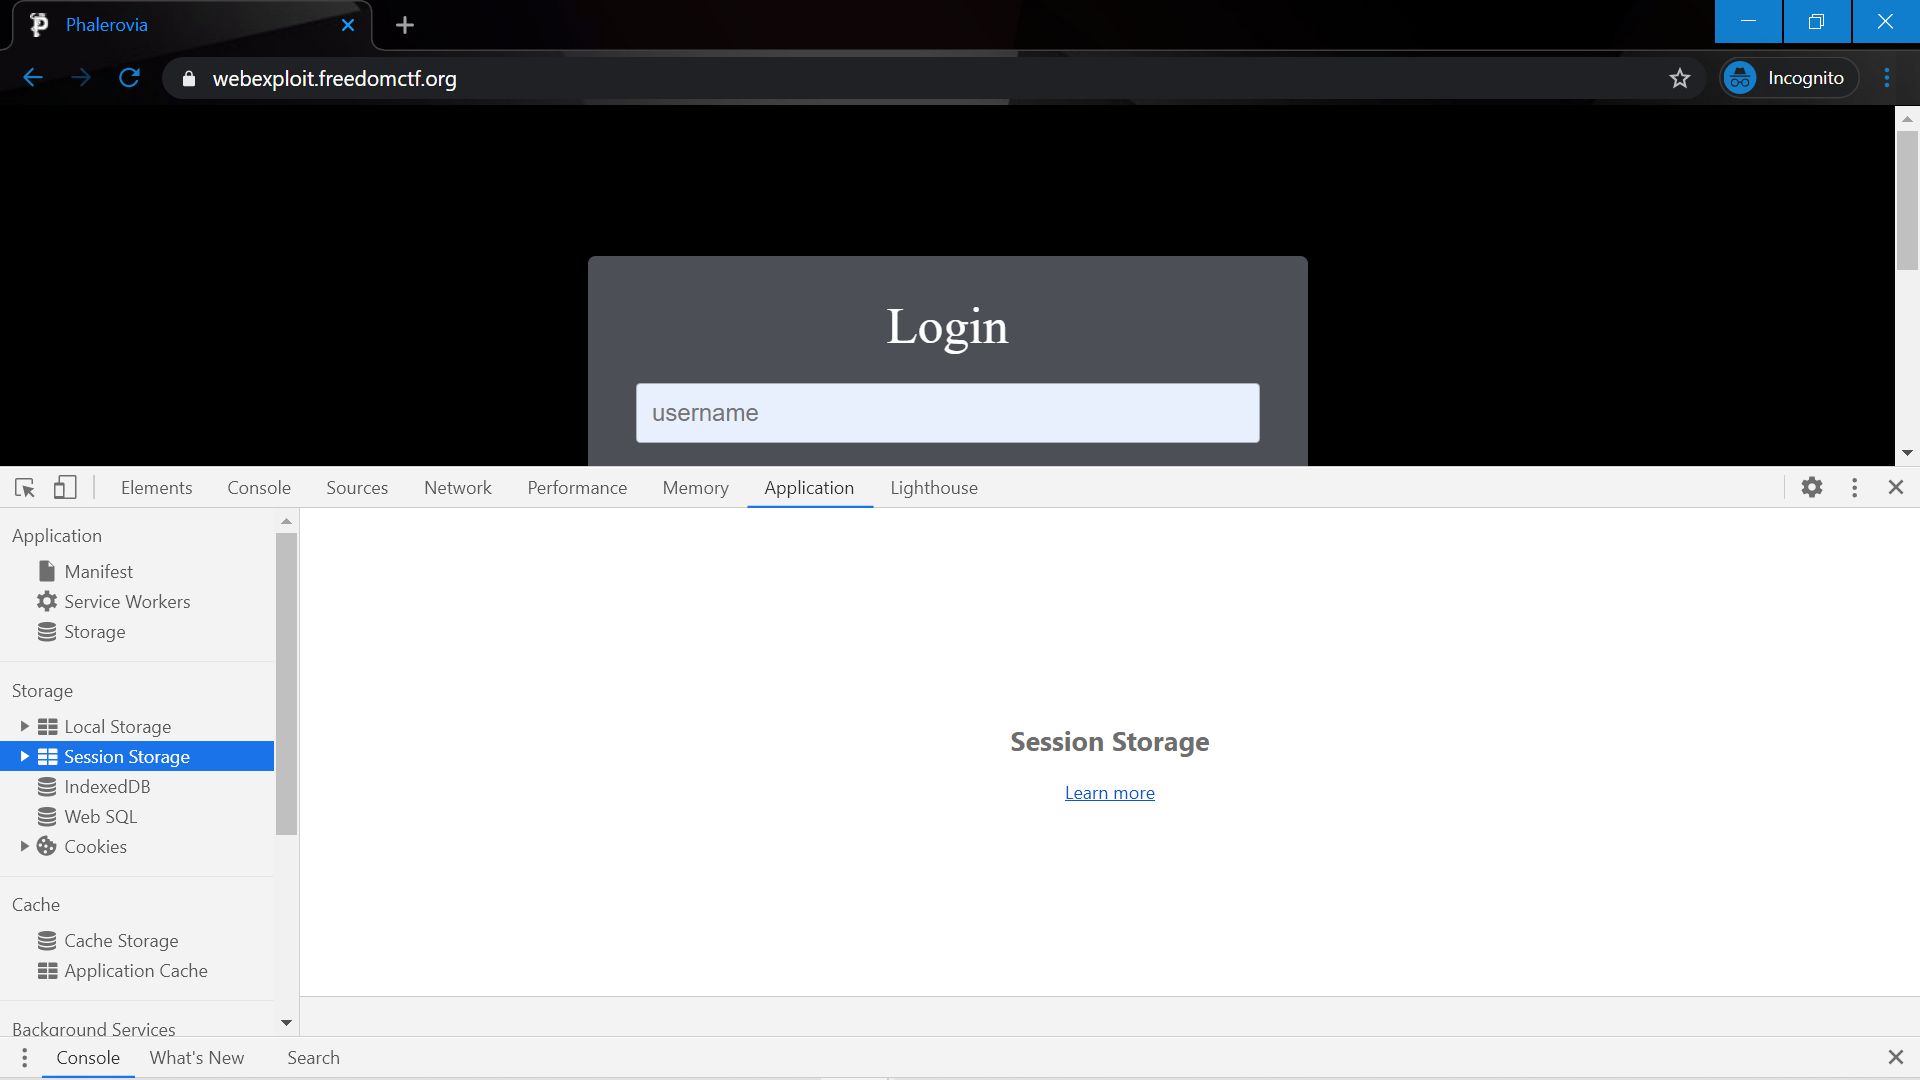 Phalerovia
webexploit.freedomctf.org
Incognito
Login
username
Elements Console Sources Network Performance Memory Application Lighthouse
Application
Manifest
Service Workers
Storage
Storage
Local Storage
Session Storage
IndexedDB
Web SQL
Cookies
Cache
Cache Storage
Application Cache
Background Services
Session Storage
Learn more
Console What's New Search